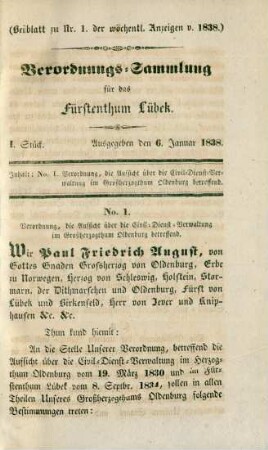 (Beiblatt zu Nr. 1. der wöchentl. Anzeigen v. 1838.)
Verordnungs-Sammlung
für das
Fürstenthum Lübek.
I. Stück. Ausgegeben den 6. Januar 1838.
Inhalt: No. 1. Verordnung, die Aufsicht über die Civil-Dienst-Ver-
waltung im Großherzogthum Oldenburg betreffend.
No. 1.
Verordnung, die Aufsicht über die Civil-Dienst-Verwaltung
im Großherzogthum Oldenburg betreffend.
Wir Paul Friedrich August, von
Gottes Gnaden Großherzog von Oldenburg, Erbe
zu Norwegen, Herzog von Schleswig, Holstein, Stor-
marn, der Dithmarschen und Oldenburg, Fürst von
Lübek und Birkenfeld, Herr von Jever und Knip-
hausen &c. &c.
Thun kund hiemit:
An die Stelle Unserer Verordnung, betreffend die
Aufsicht über die Civil-Dienst-Verwaltung im Herzog-
thum Oldenburg vom 19. März 1830 und im Für-
stenthum Lübek vom 8. Septbr. 1834, sollen in allen
Theilen Unseres Großherzogthums Oldenburg folgende
Bestimmungen treten: